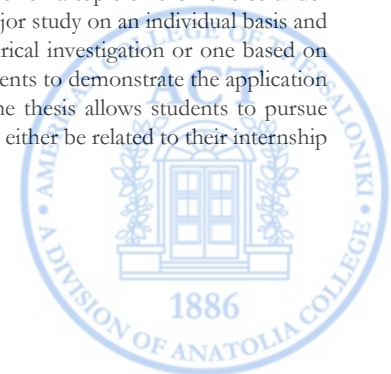 jor study on an individual basis and
rical investigation or one based on
ents to demonstrate the application
ne thesis allows students to pursue
either be related to their internship
AMERICAN COLLEGE OF THESSALONIKI
ACT
1886
• A DIVISION OF ANATOLIA COLLEGE •